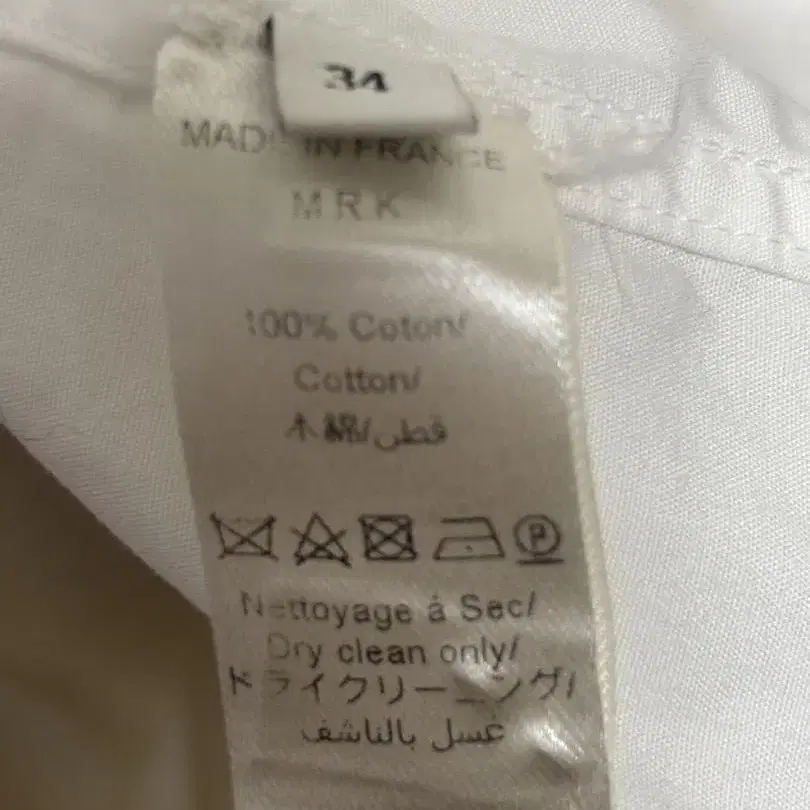 34
MADE IN FRANCE
MRK
100% Coton/
Cotton/
木綿/قطن
P
Nettoyage à Sec/
Dry clean only/
ドライクリーニング/
غسل بالناشف